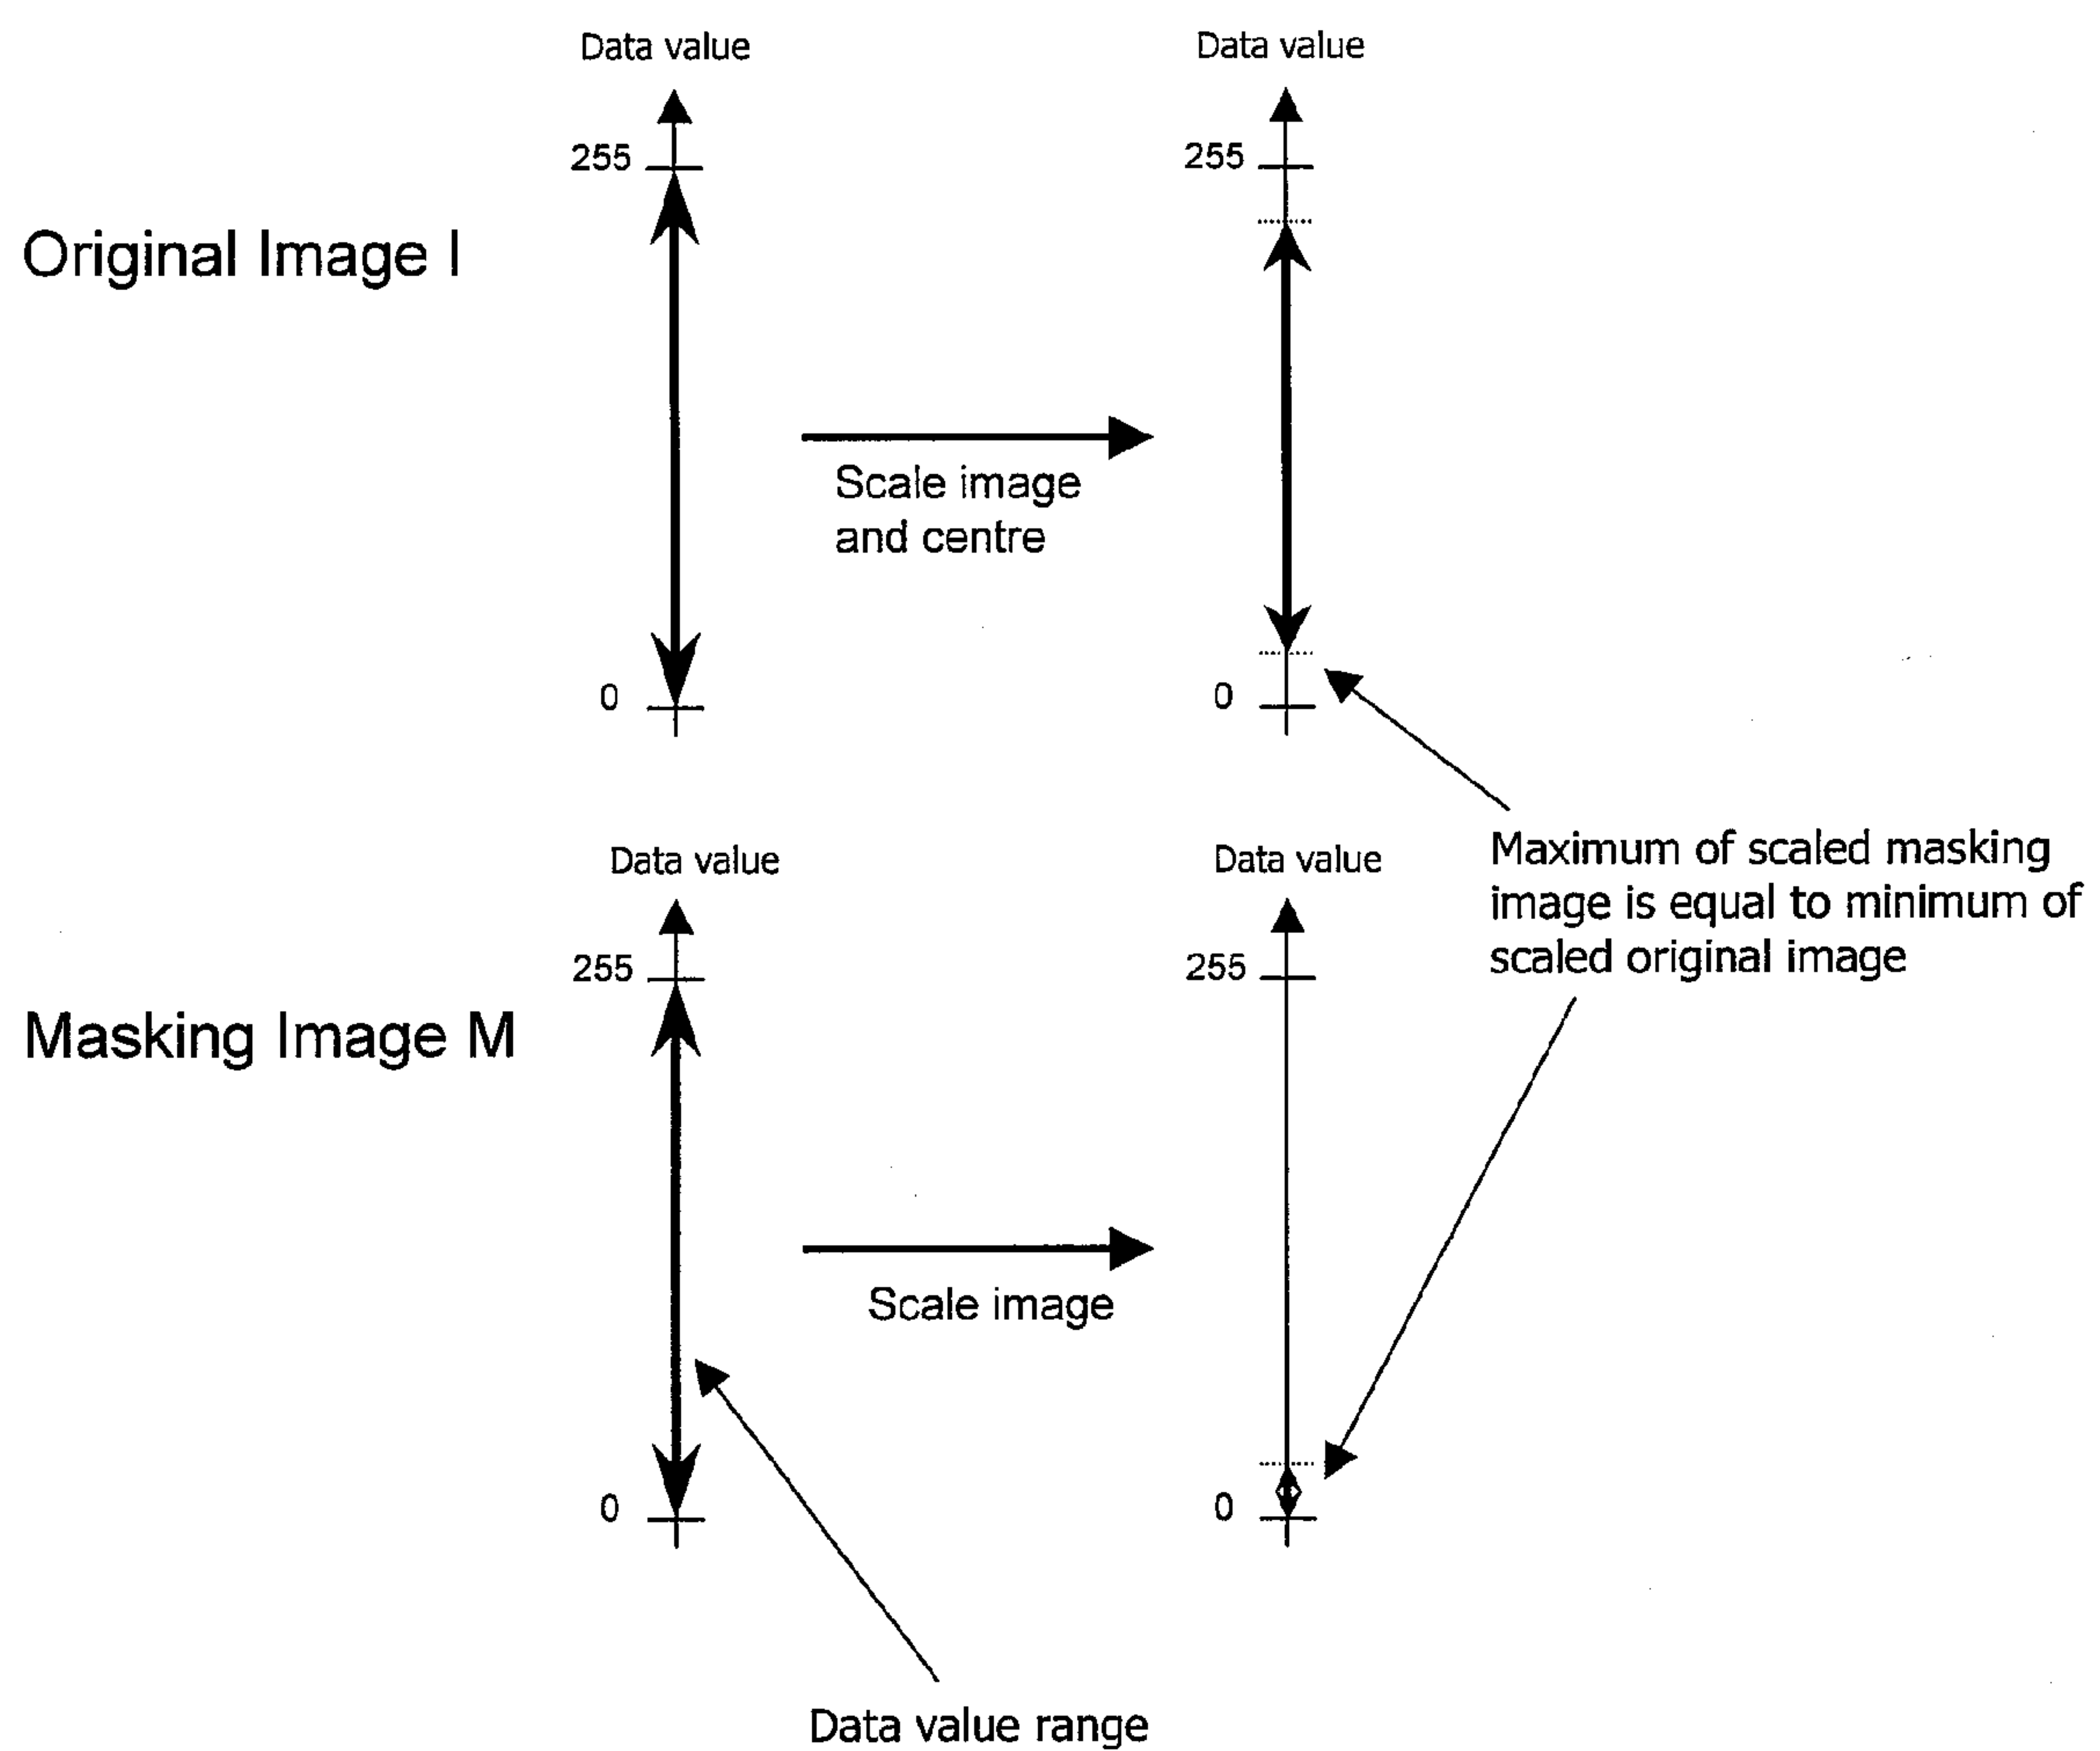 Data value
Data value
255
255
Original Image I
Scale image
and centre
0
0
Data value
Data value
Maximum of scaled masking
image is equal to minimum of
scaled original image
255
255
Masking Image M
Scale image
0
0
Data value range